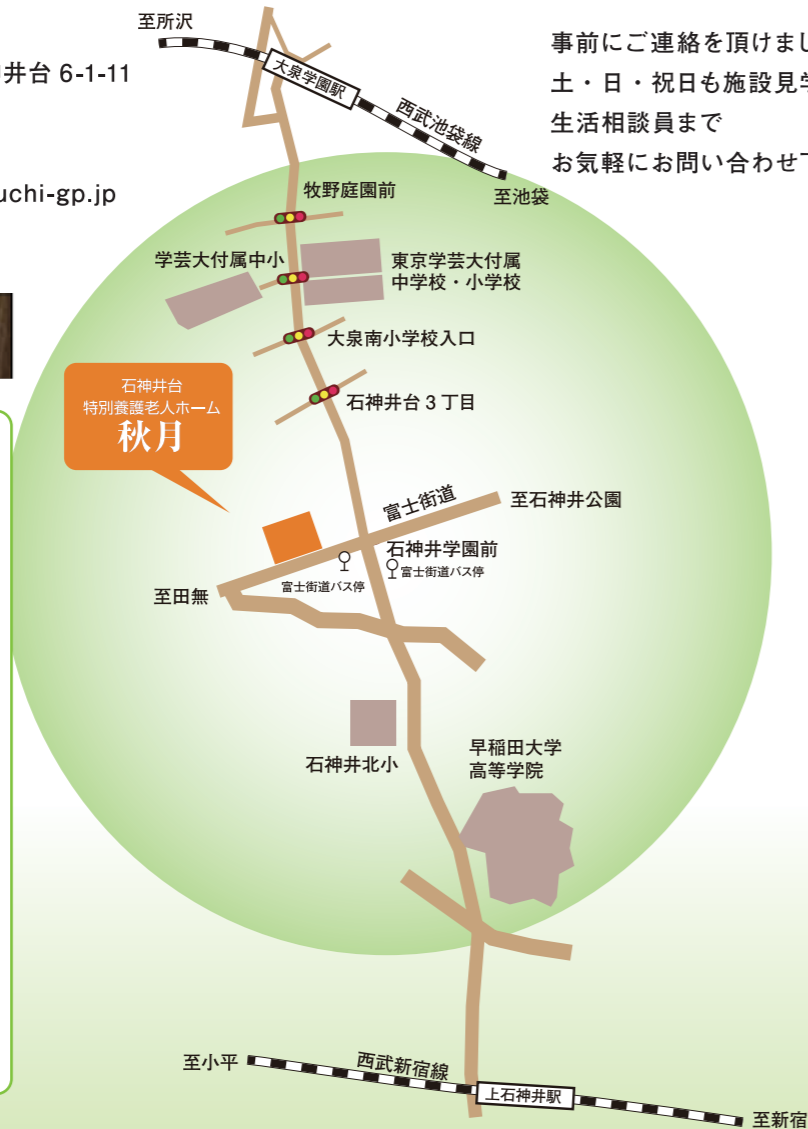 至所沢
井台 6-1-11
大泉学園駅
西武池袋線
至池袋
事前にご連絡を頂けまし
土・日・祝日も施設見学
生活相談員まで
お気軽にお問い合わせ下
uchi-gp.jp
牧野庭園前
学芸大付属中小
東京学芸大付属
中学校・小学校
大泉南小学校入口
石神井台 3 丁目
石神井台
特別養護老人ホーム
秋月
富士街道
至石神井公園
石神井学園前
富士街道バス停
富士街道バス停
至田無
石神井北小
早稲田大学
高等学院
至小平
西武新宿線
上石神井駅
至新宿